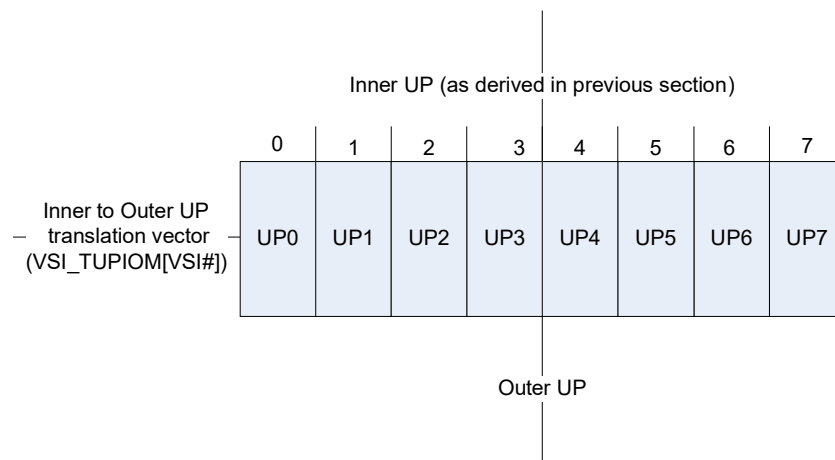 Inner UP (as derived in previous section)
0 1 2 3 4 5 6 7
Inner to Outer UP
translation vector
(VSI_TUPIOM[VSI#])
UP0 UP1 UP2 UP3 UP4 UP5 UP6 UP7
Outer UP